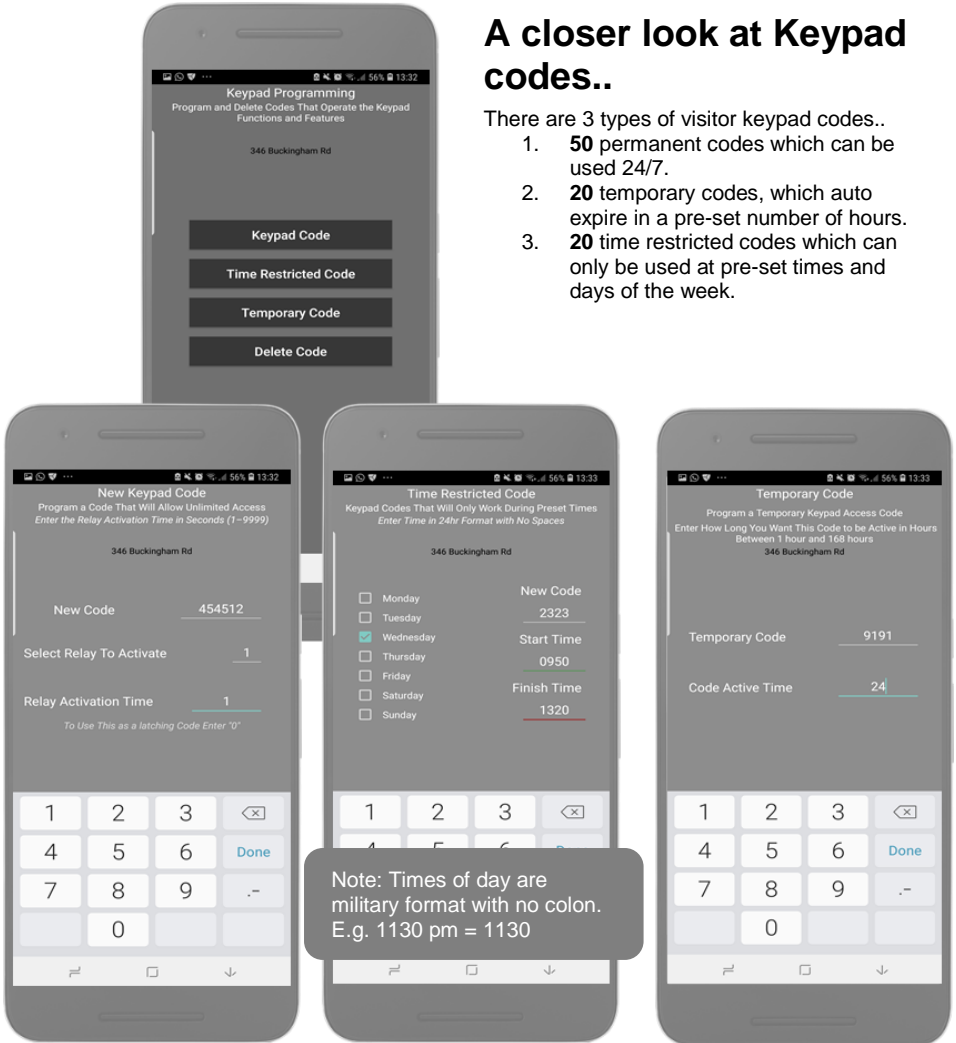 A closer look at Keypad
codes..
There are 3 types of visitor keypad codes..
1. 50 permanent codes which can be
used 24/7.
2. 20 temporary codes, which auto
expire in a pre-set number of hours.
3. 20 time restricted codes which can
only be used at pre-set times and
days of the week.
56% 13:32
Keypad Programming
Program and Delete Codes That Operate the Keypad
Functions and Features
346 Buckingham Rd
Keypad Code
Time Restricted Code
Temporary Code
Delete Code
56% 13:32
New Keypad Code
Program a Code That Will Allow Unlimited Access
Enter the Relay Activation Time in Seconds (1-9999)
346 Buckingham Rd
New Code 454512
Select Relay To Activate 1
Relay Activation Time 1
To Use This as a latching Code Enter "0"
1 2 3
4 5 6 Done
7 8 9 .-
0
56% 13:33
Time Restricted Code
Keypad Codes That Will Only Work During Preset Times
Enter Time in 24hr Format with No Spaces
346 Buckingham Rd
Monday
Tuesday
Wednesday
Thursday
Friday
Saturday
Sunday
New Code
2323
Start Time
0950
Finish Time
1320
1 2 3
Note: Times of day are
military format with no colon.
E.g. 1130 pm = 1130
56% 13:33
Temporary Code
Program a Temporary Keypad Access Code
Enter How Long You Want This Code to be Active in Hours
Between 1 hour and 168 hours
346 Buckingham Rd
Temporary Code 9191
Code Active Time 24
1 2 3
4 5 6 Done
7 8 9 .-
0